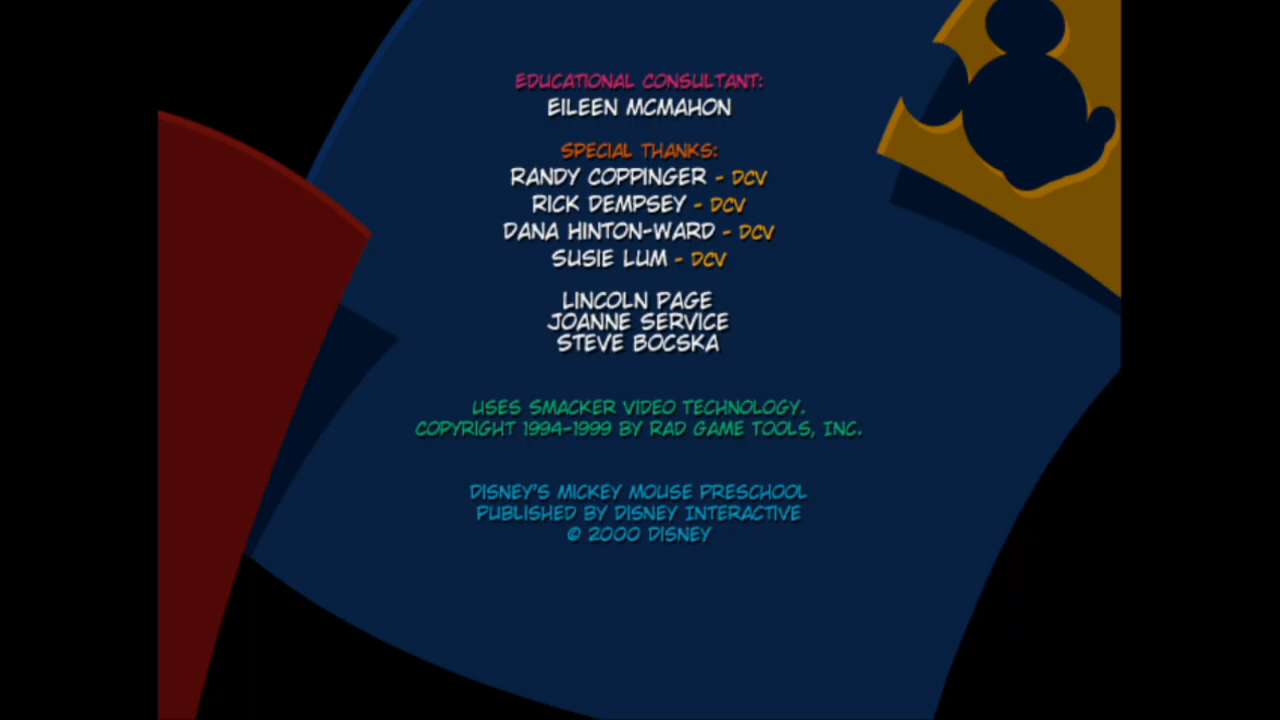 EDUCATIONAL CONSULTANT:
EILEEN MCMAHON
SPECIAL THANKS:
RANDY COPPINGER - DCV
RICK DEMPSEY - DCV
DANA HINTON-WARD - DCV
SUSIE LUM - DCV
LINCOLN PAGE
JOANNE SERVICE
STEVE BOCSKA
USES SMACKER VIDEO TECHNOLOGY.
COPYRIGHT 1994-1999 BY RAD GAME TOOLS, INC.
DISNEY'S MICKEY MOUSE PRESCHOOL
PUBLISHED BY DISNEY INTERACTIVE
© 2000 DISNEY